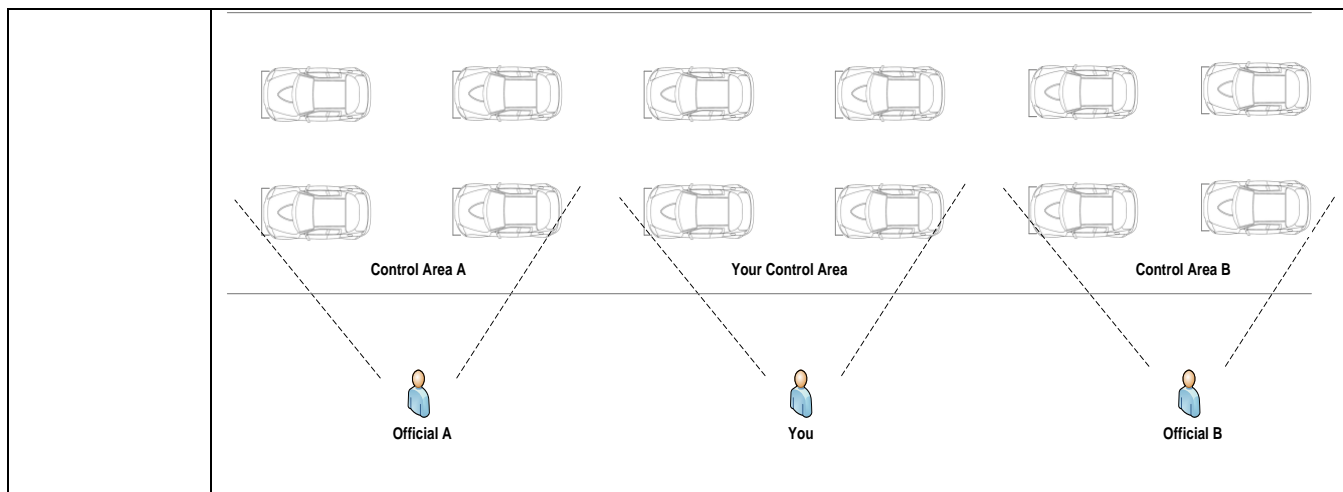 Control Area A
Your Control Area
Control Area B
Official A
You
Official B